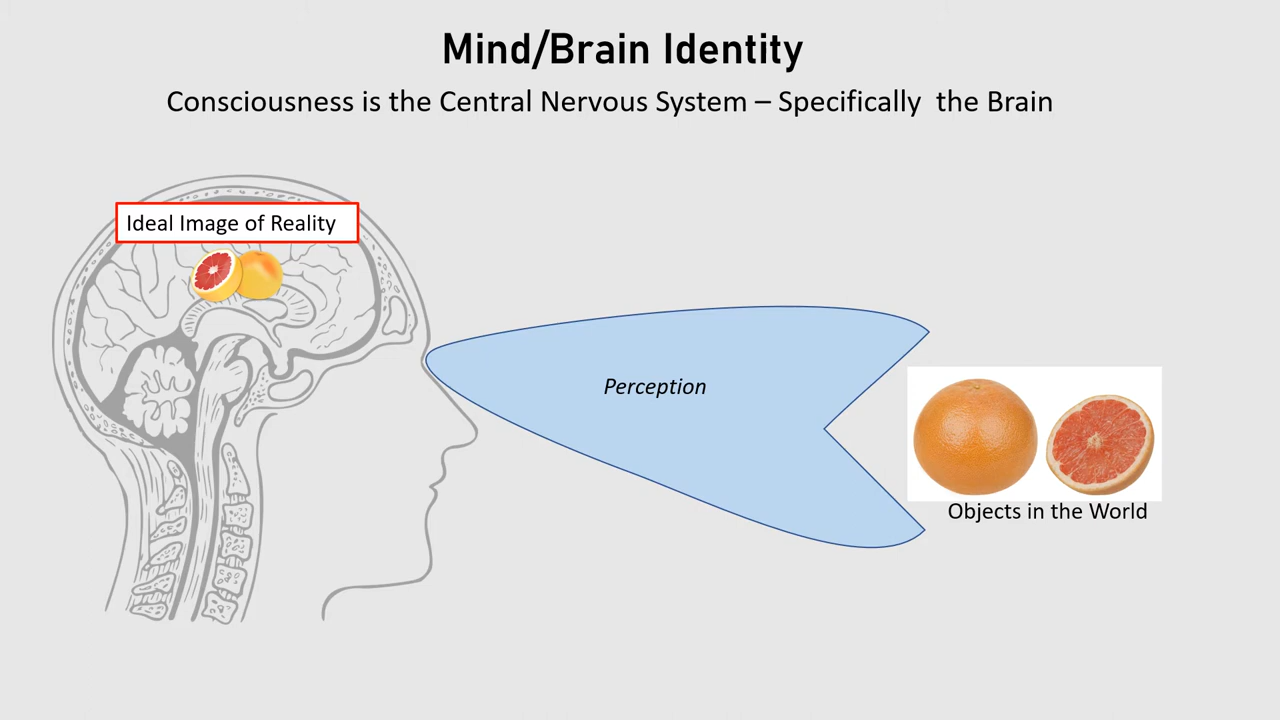 Mind/Brain Identity
Consciousness is the Central Nervous System – Specifically  the Brain
Ideal Image of Reality
Perception
Objects in the World